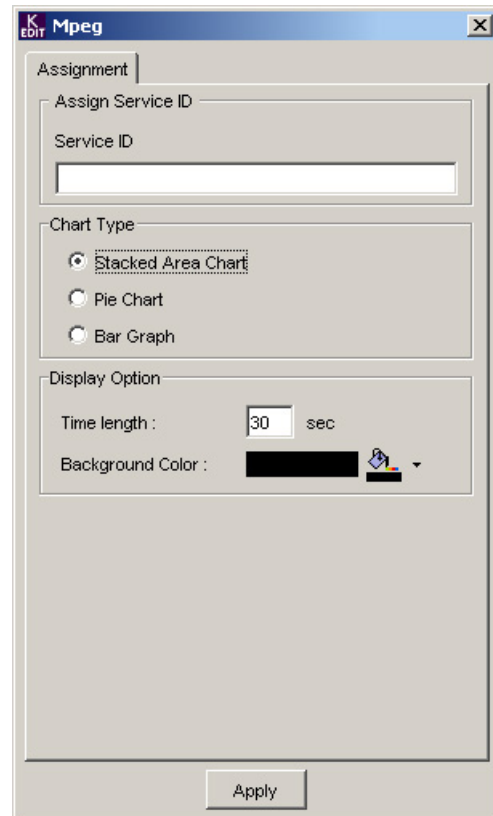 K
EDIT Mpeg
Assignment
Assign Service ID
Service ID
Chart Type
Stacked Area Chart
Pie Chart
Bar Graph
Display Option
Time length : 30 sec
Background Color :
Apply